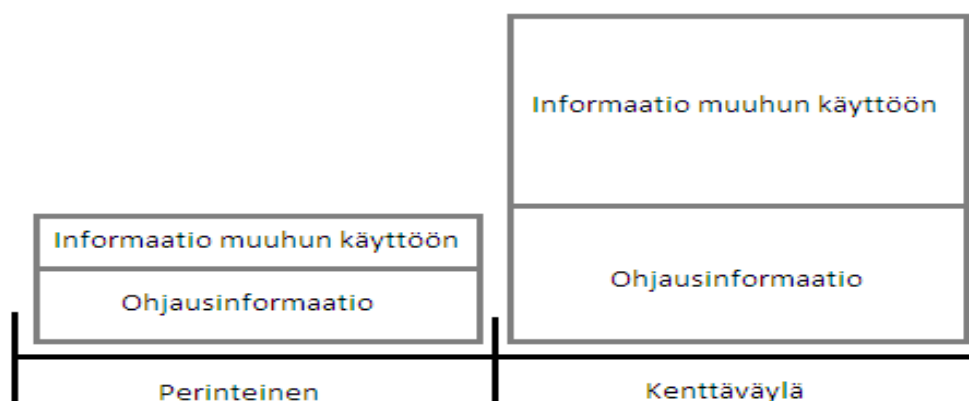 Informaatio muuhun käyttöön
Informaatio muuhun käyttöön
Ohjausinformaatio
Ohjausinformaatio
Perinteinen
Kenttäväylä